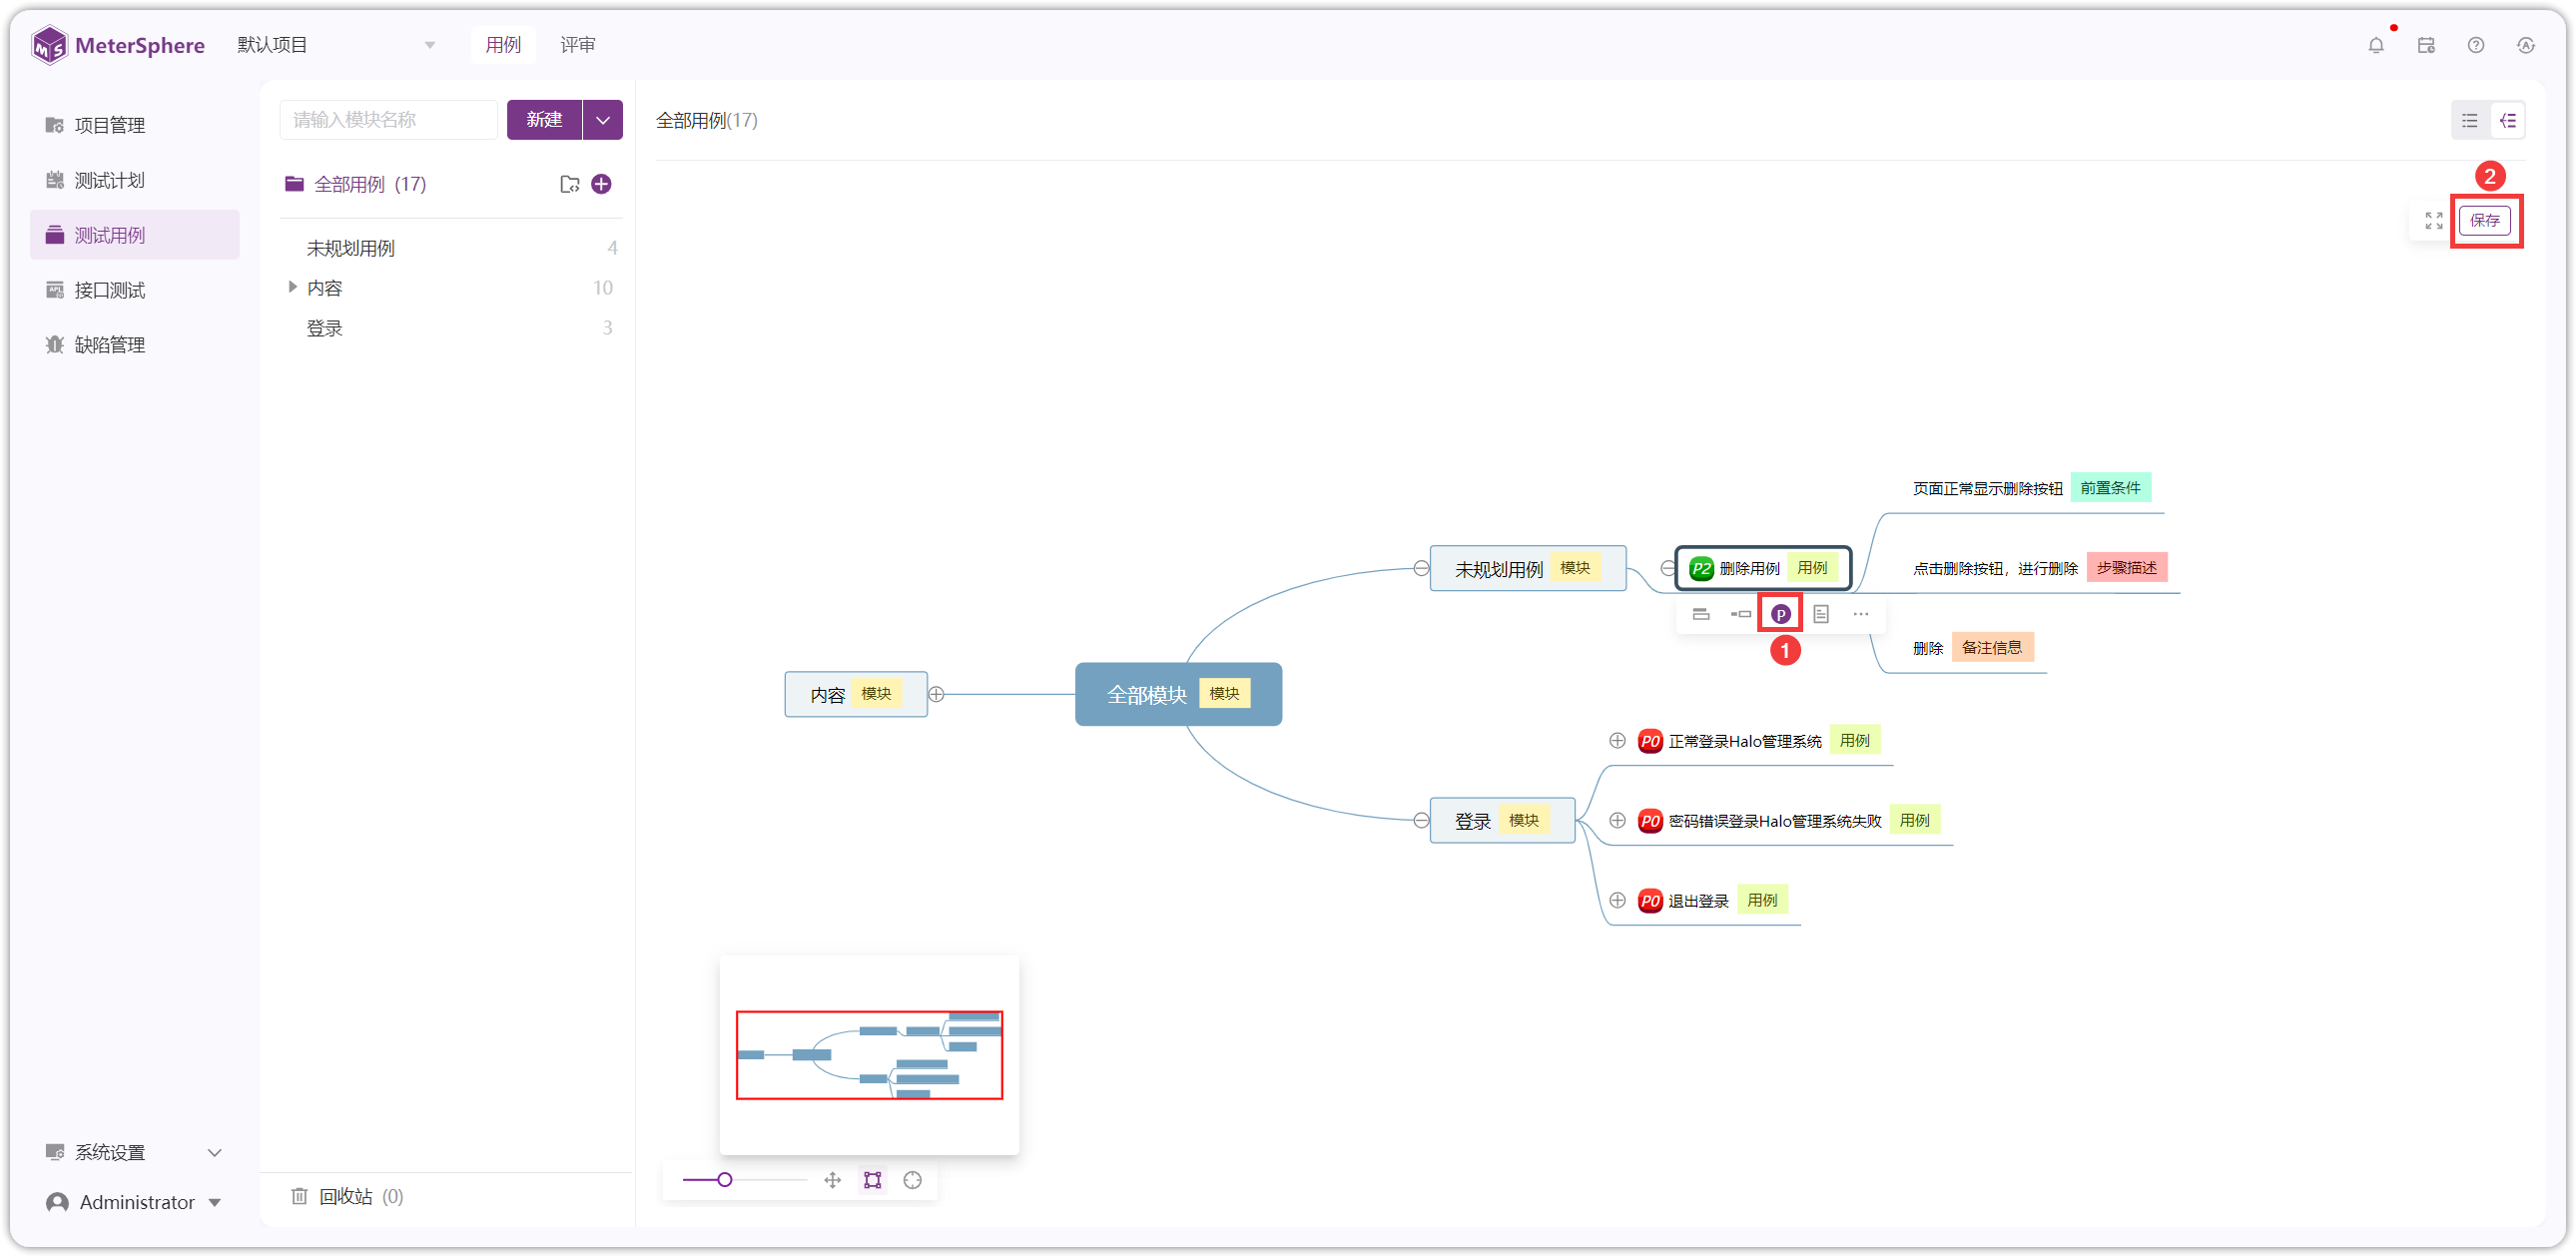 MeterSphere
默认项目
用例
评审
项目管理
测试计划
测试用例
接口测试
缺陷管理
系统设置
Administrator
请输入模块名称
新建
全部用例 (17)
未规划用例 4
内容 10
登录 3
回收站 (0)
全部用例(17)
2
保存
页面正常显示删除按钮 前置条件
未规划用例 模块
P2 删除用例 用例
点击删除按钮，进行删除 步骤描述
P
1
删除 备注信息
内容 模块
全部模块 模块
P0 正常登录Halo管理系统 用例
登录 模块
P0 密码错误登录Halo管理系统失败 用例
P0 退出登录 用例